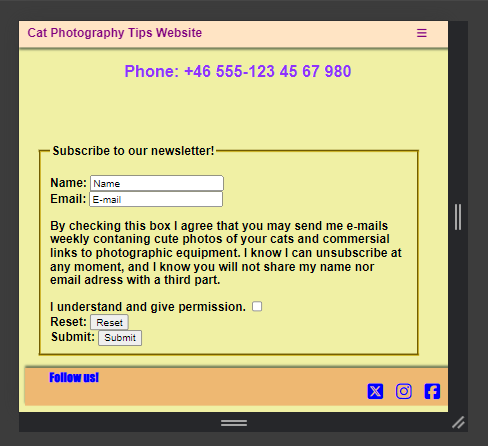 Cat Photography Tips Website
Phone: +46 555-123 45 67 980
Subscribe to our newsletter!
Name: Name
Email: E-mail
By checking this box I agree that you may send me e-mails
weekly contaning cute photos of your cats and commersial
links to photographic equipment. I know I can unsubscribe at
any moment, and I know you will not share my name nor
email adress with a third part.
I understand and give permission.
Reset: Reset
Submit: Submit
Follow us!